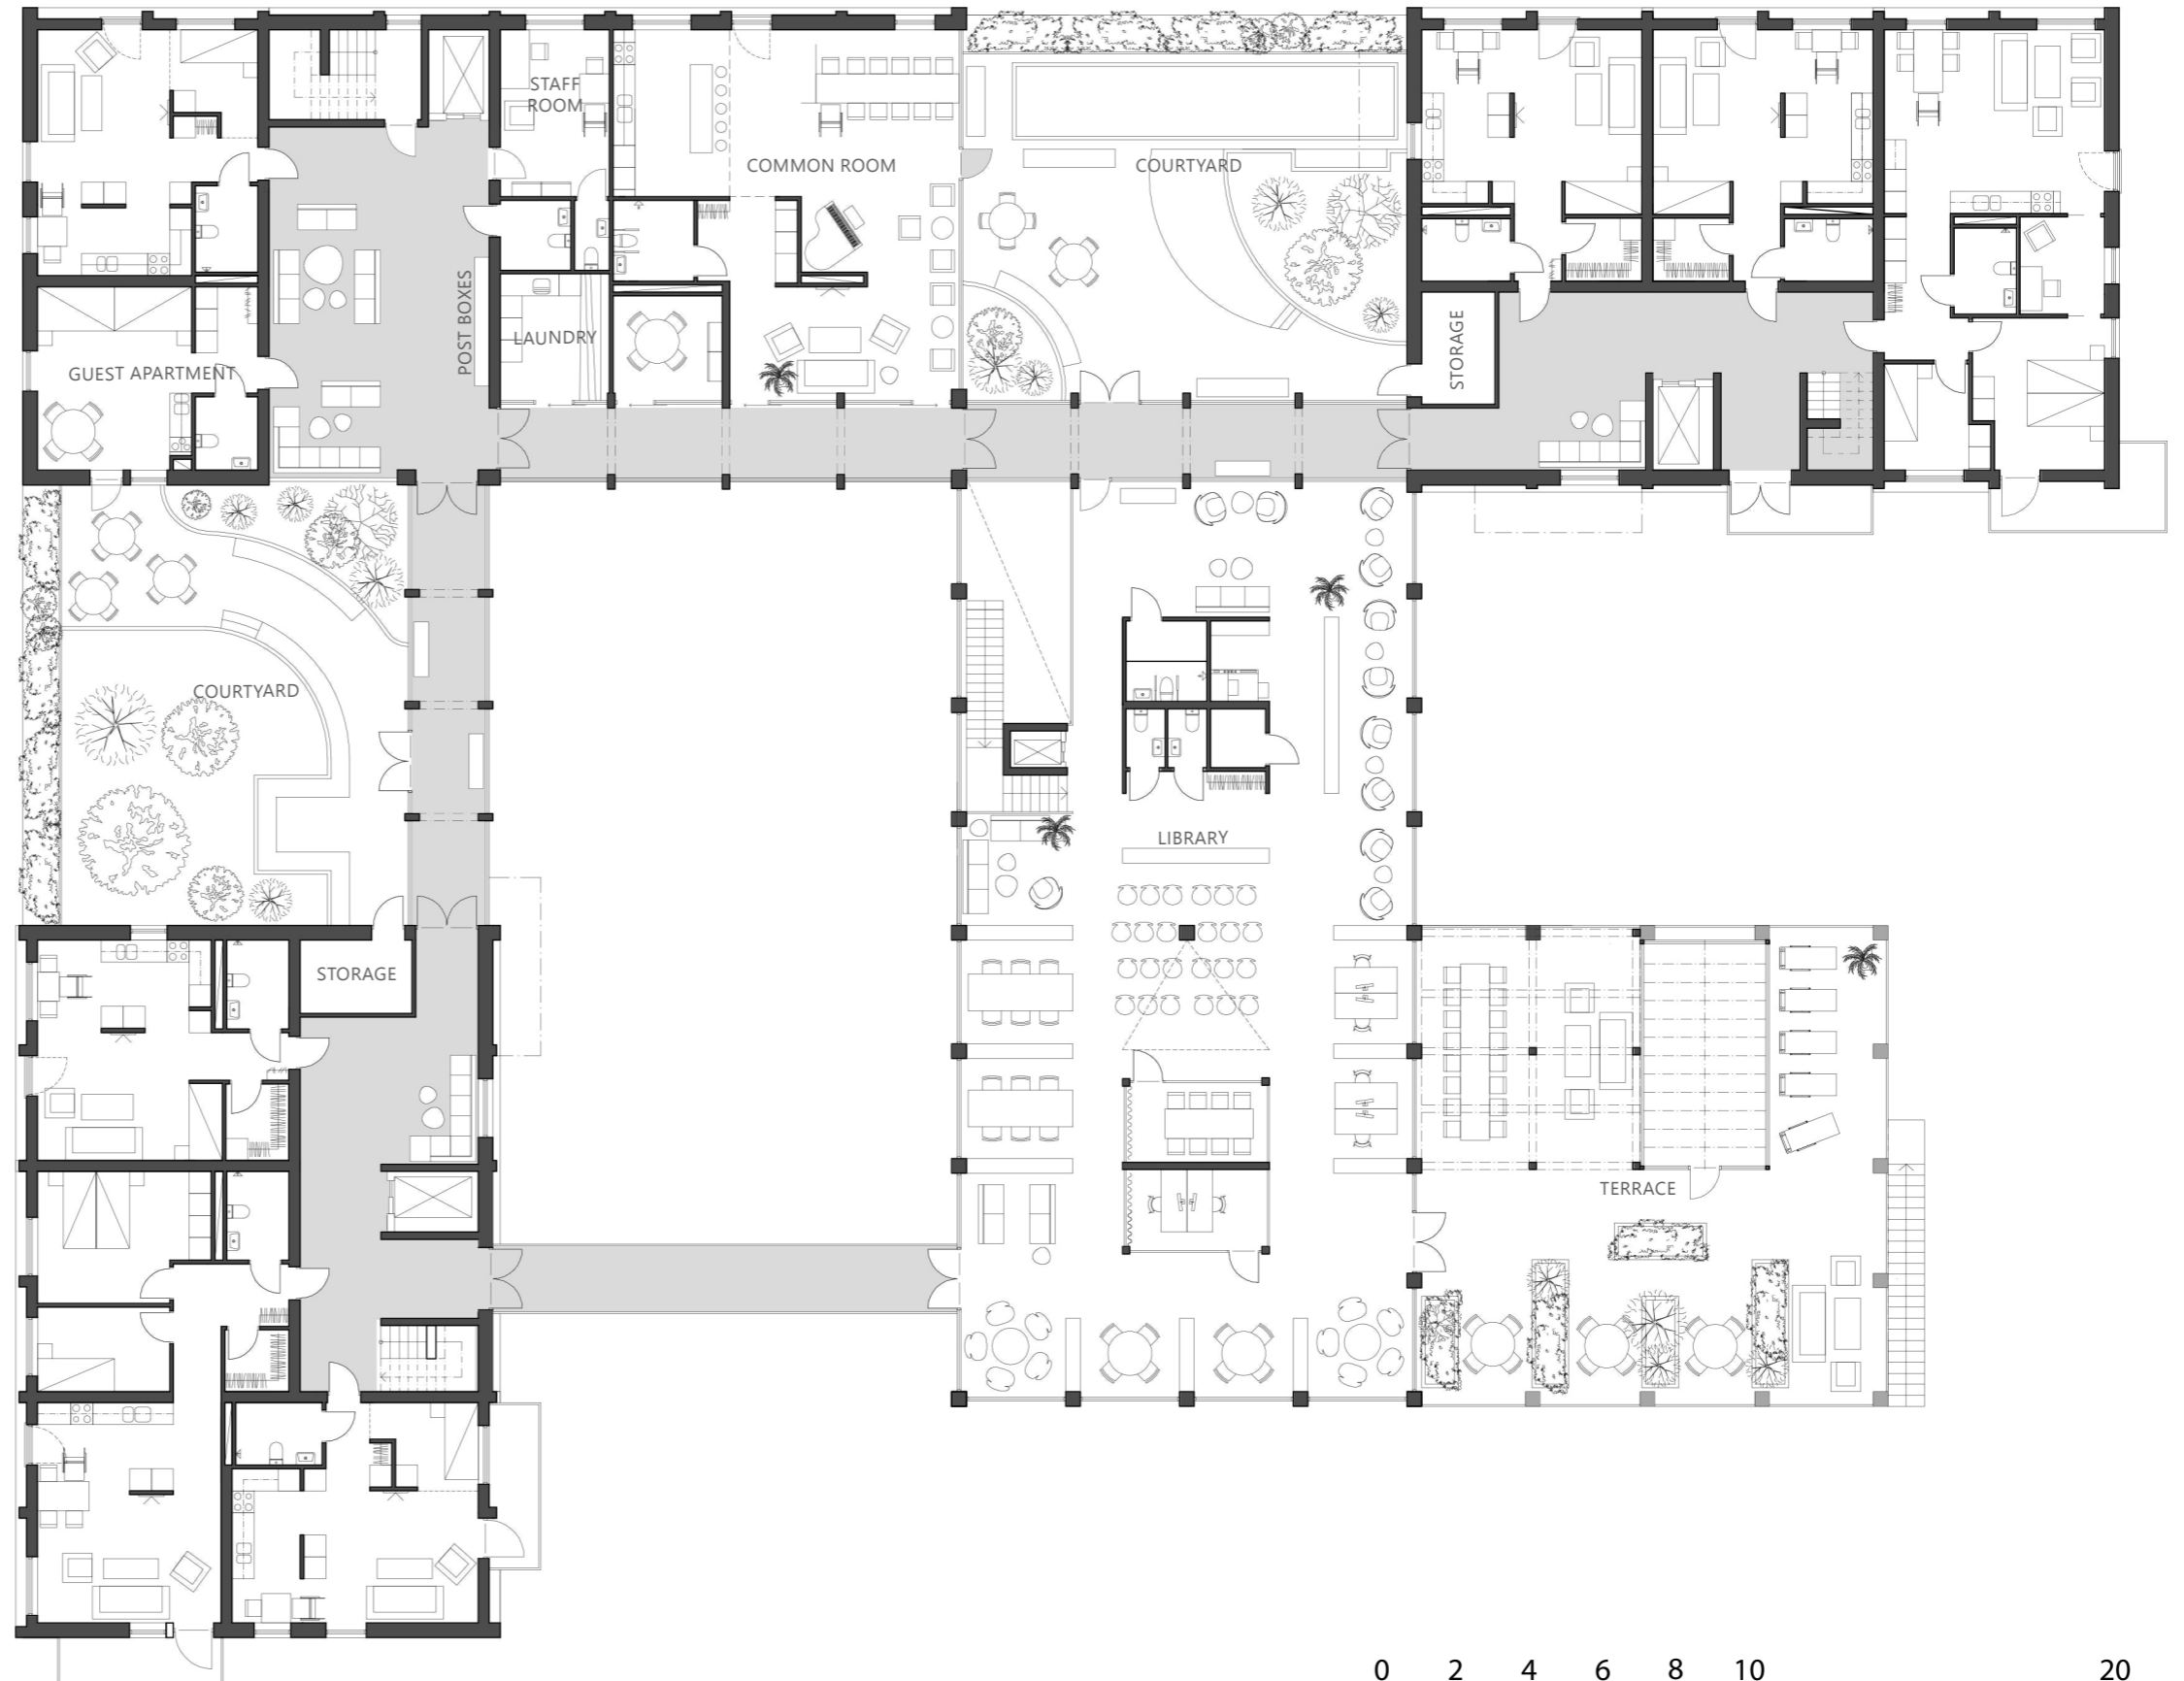 STAFF
ROOM
COMMON ROOM
COURTYARD
POST BOXES
LAUNDRY
STORAGE
GUEST APARTMENT
COURTYARD
LIBRARY
STORAGE
TERRACE
0 2 4 6 8 10 20